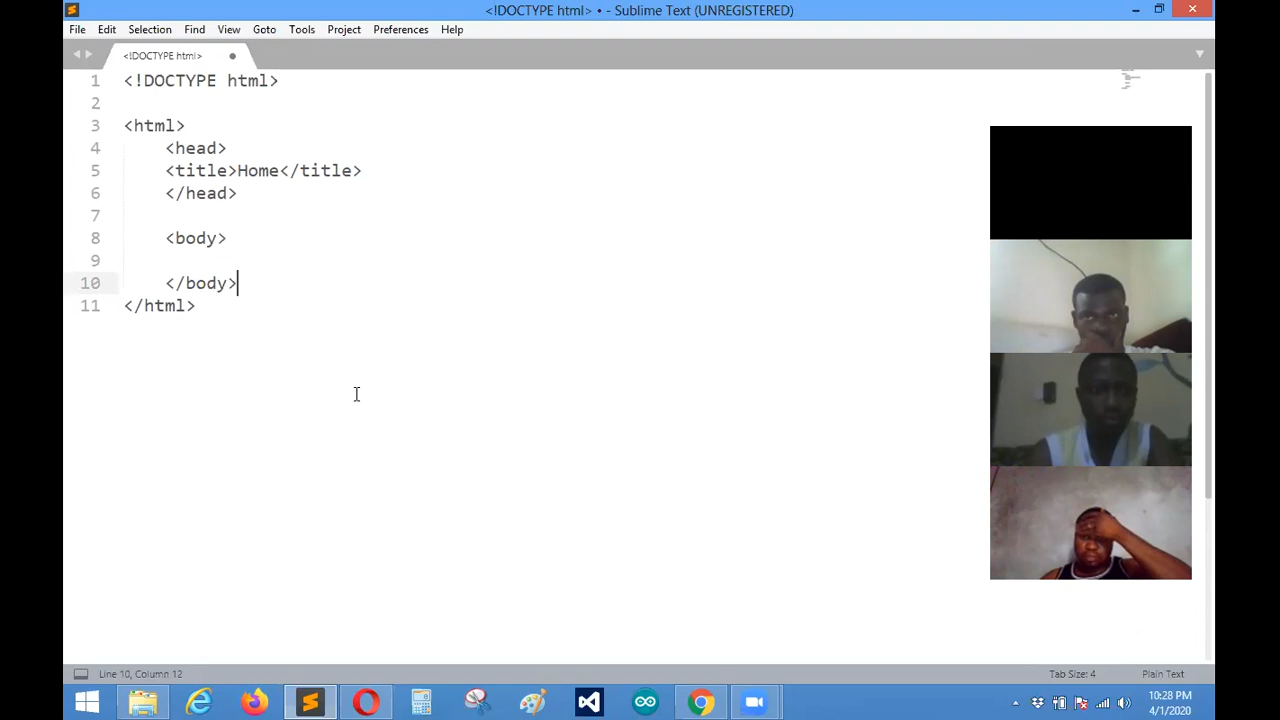 <!DOCTYPE html> • - Sublime Text (UNREGISTERED)
File Edit Selection Find View Goto Tools Project Preferences Help
<!DOCTYPE html>
1 <!DOCTYPE html>
2
3 <html>
4 <head>
5 <title>Home</title>
6 </head>
7
8 <body>
9
10 </body>
11 </html>
Line 10, Column 12 Tab Size: 4 Plain Text
10:28 PM
4/1/2020